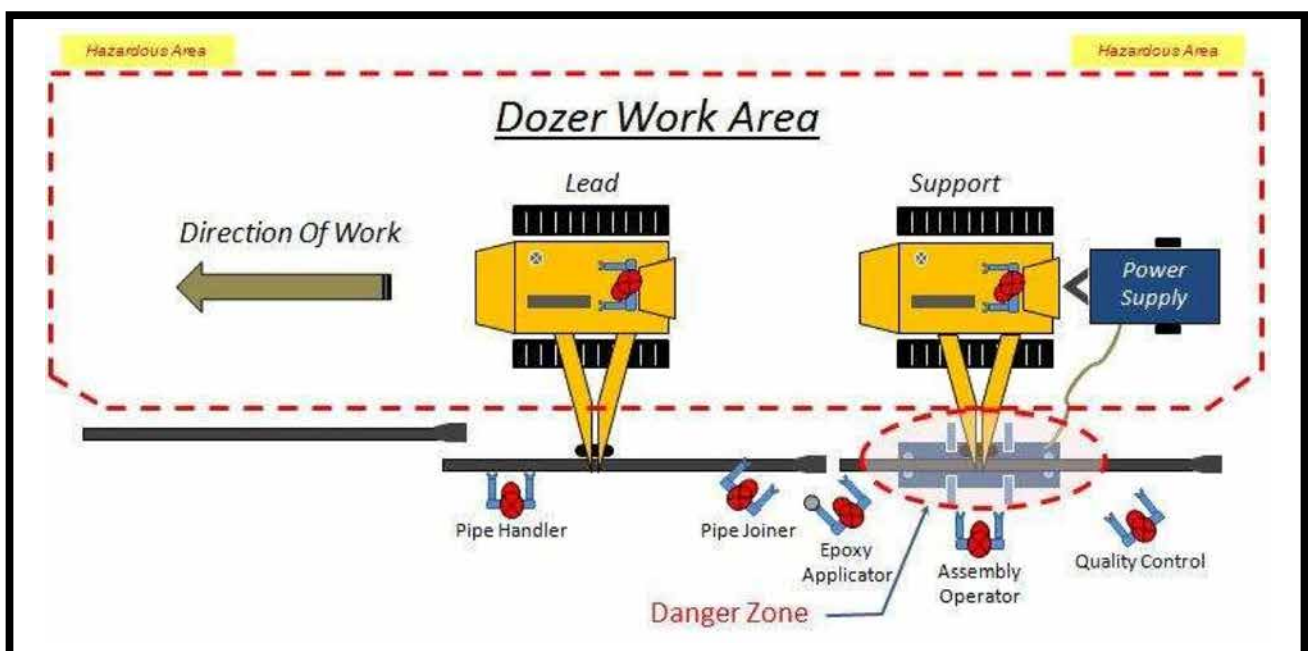 Hazardous Area
Hazardous Area
Dozer Work Area
Lead
Support
Direction Of Work
Power
Supply
Pipe Handler
Pipe Joiner
Epoxy
Applicator
Assembly
Operator
Quality Control
Danger Zone